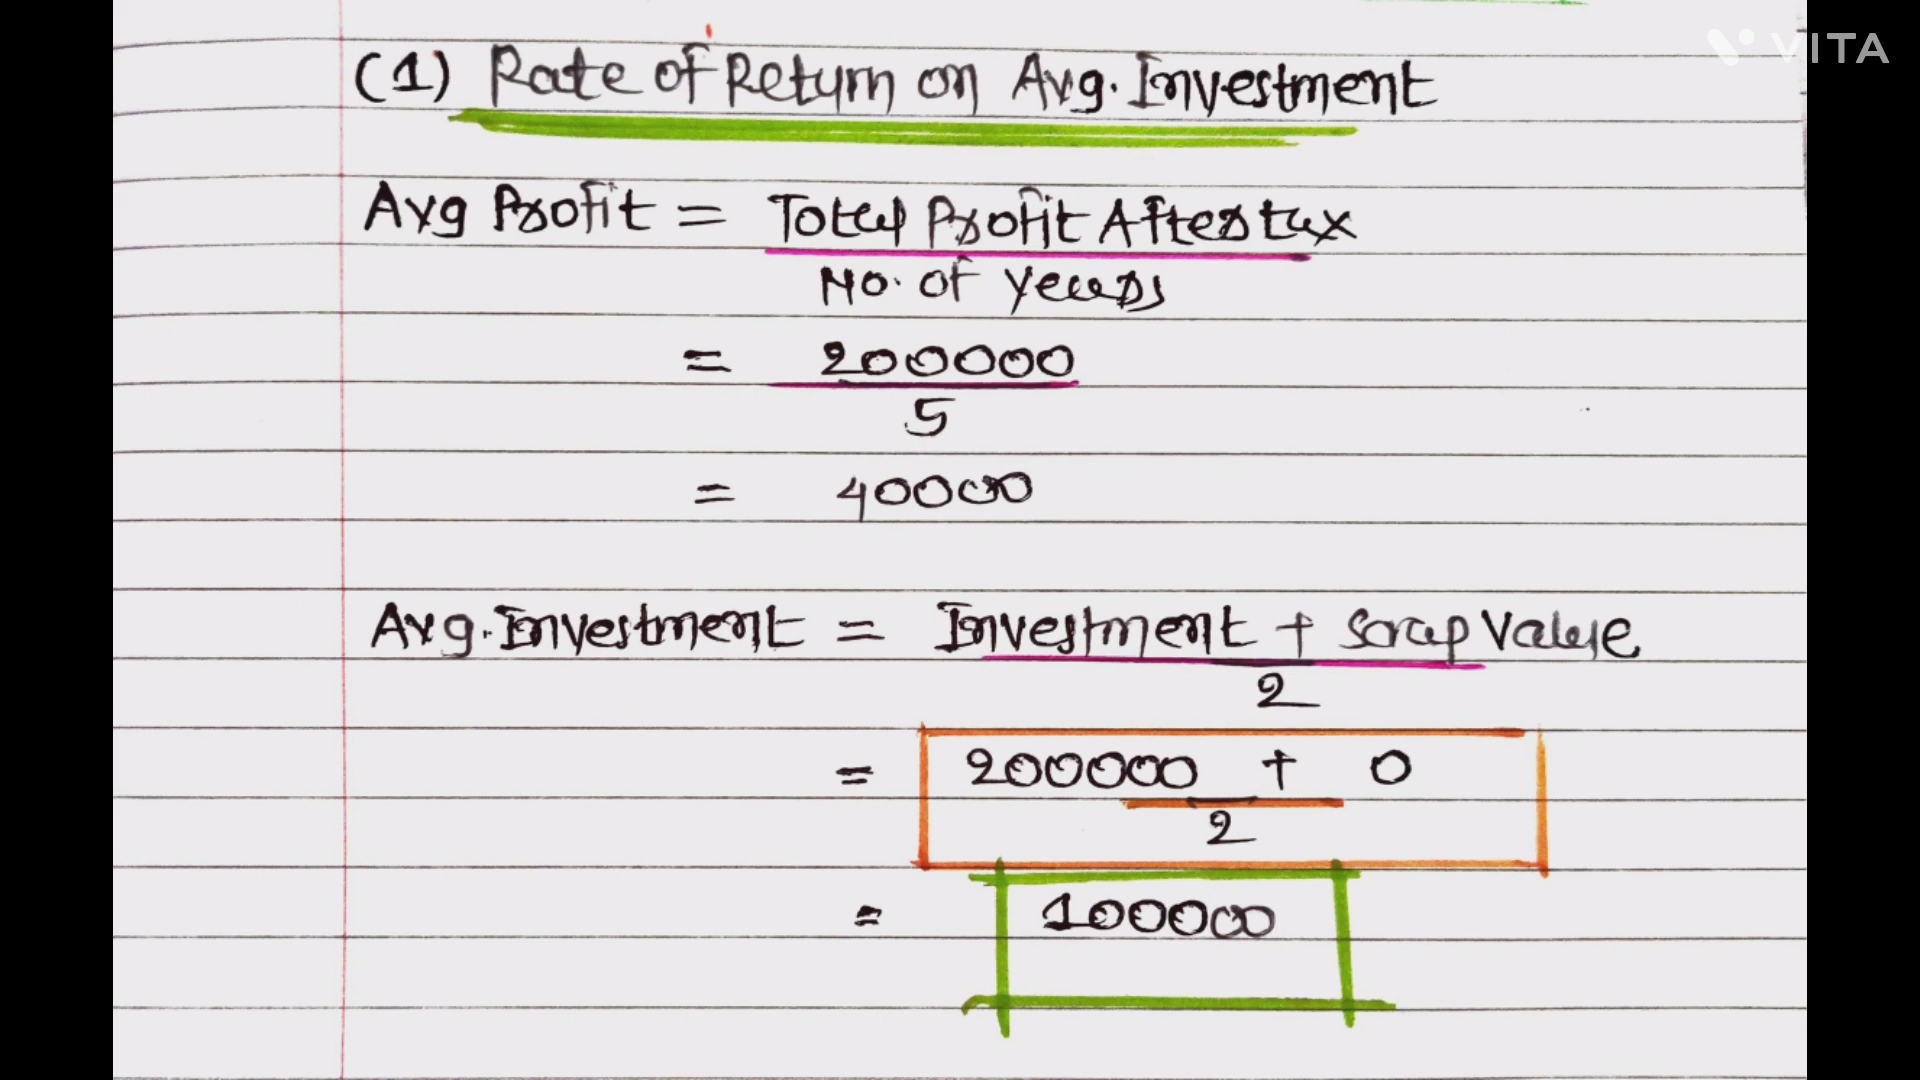 VITA
(1) Rate of Return on Avg. Investment
Avg Profit = Total Profit After tax
No. of Years
= 200000
5
= 40000
Avg. Investment = Investment + Scrap Value
2
= 200000 + 0
2
= 100000